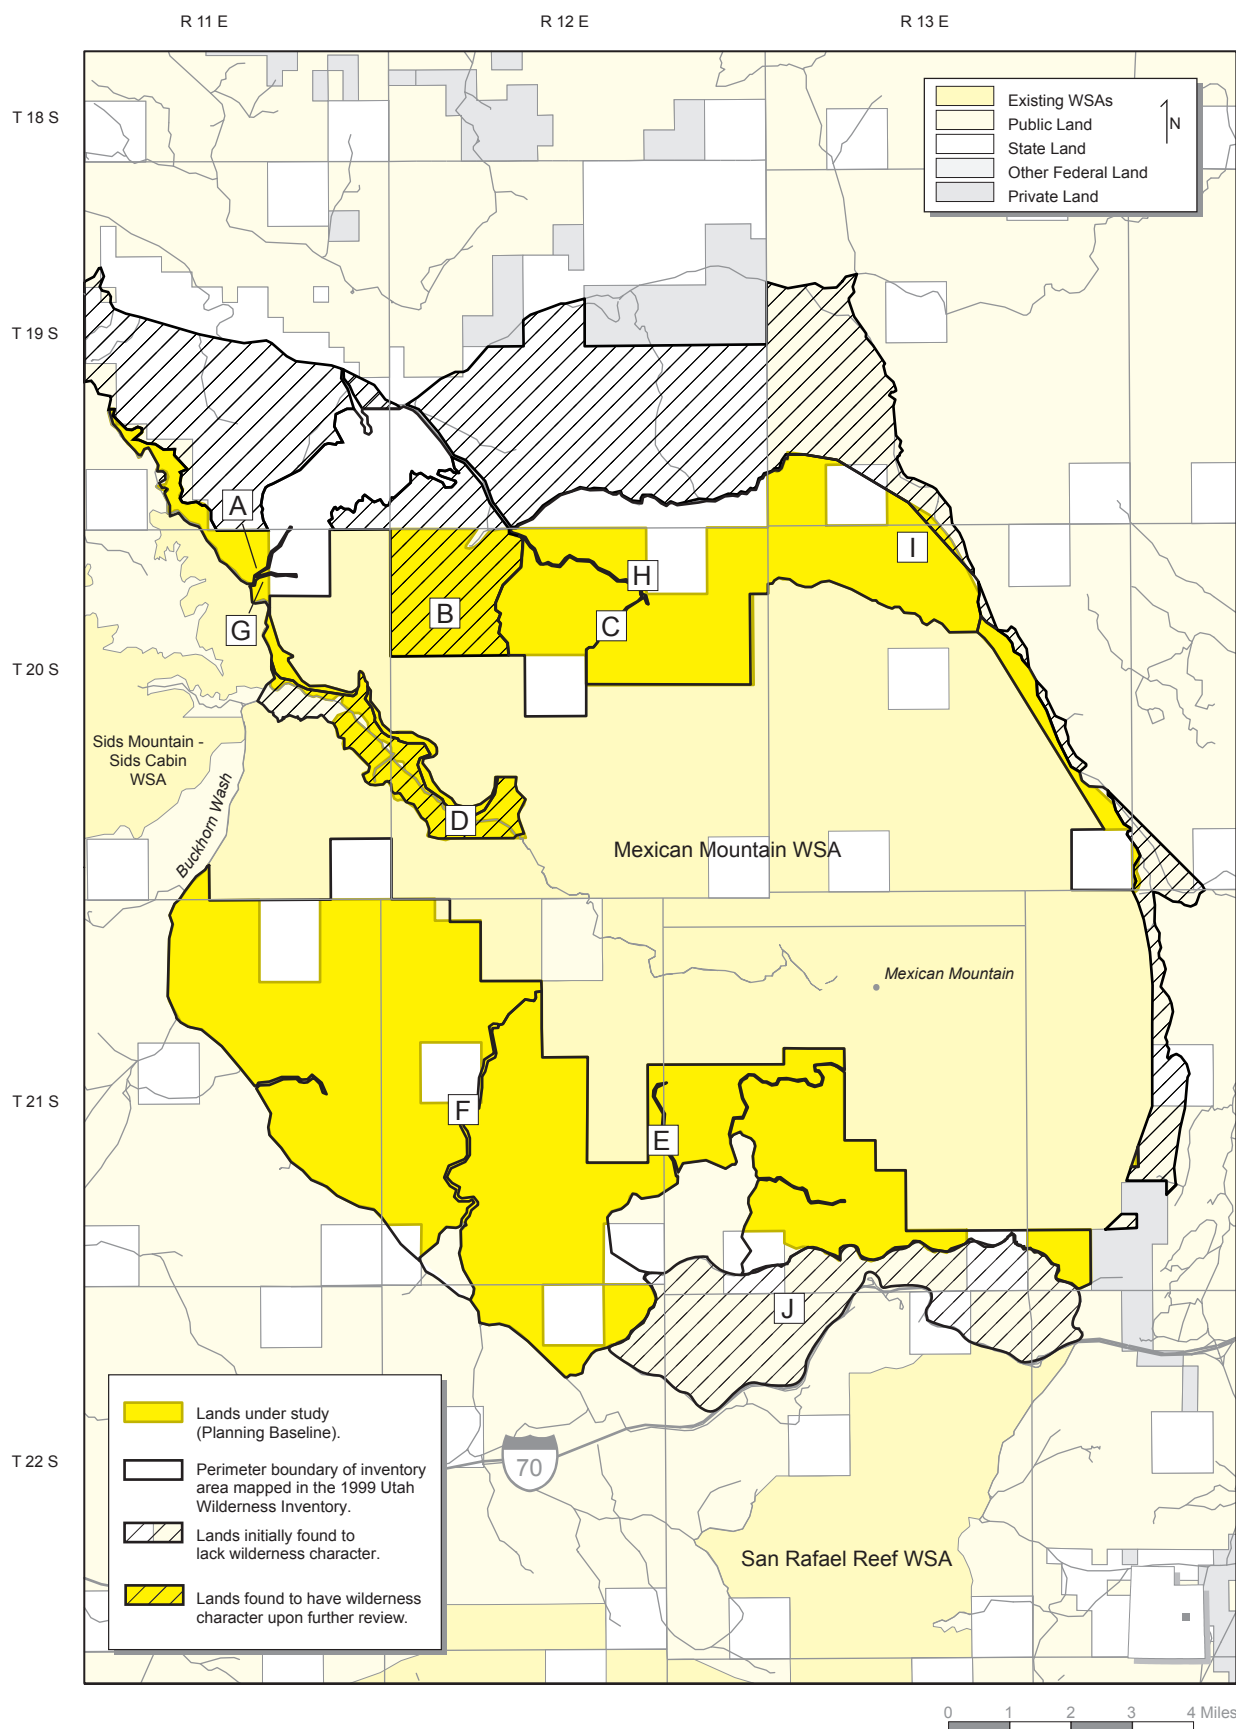 R 11 E
R 12 E
R 13 E
T 18 S
Existing WSAs
Public Land
State Land
Other Federal Land
Private Land
N
T 19 S
A
I
H
B
C
G
T 20 S
Sids Mountain -
Sids Cabin
WSA
Buckhorn Wash
D
Mexican Mountain WSA
Mexican Mountain
T 21 S
F
E
J
Lands under study
(Planning Baseline).
Perimeter boundary of inventory
area mapped in the 1999 Utah
Wilderness Inventory.
Lands initially found to
lack wilderness character.
Lands found to have wilderness
character upon further review.
T 22 S
70
San Rafael Reef WSA
0 1 2 3 4 Miles